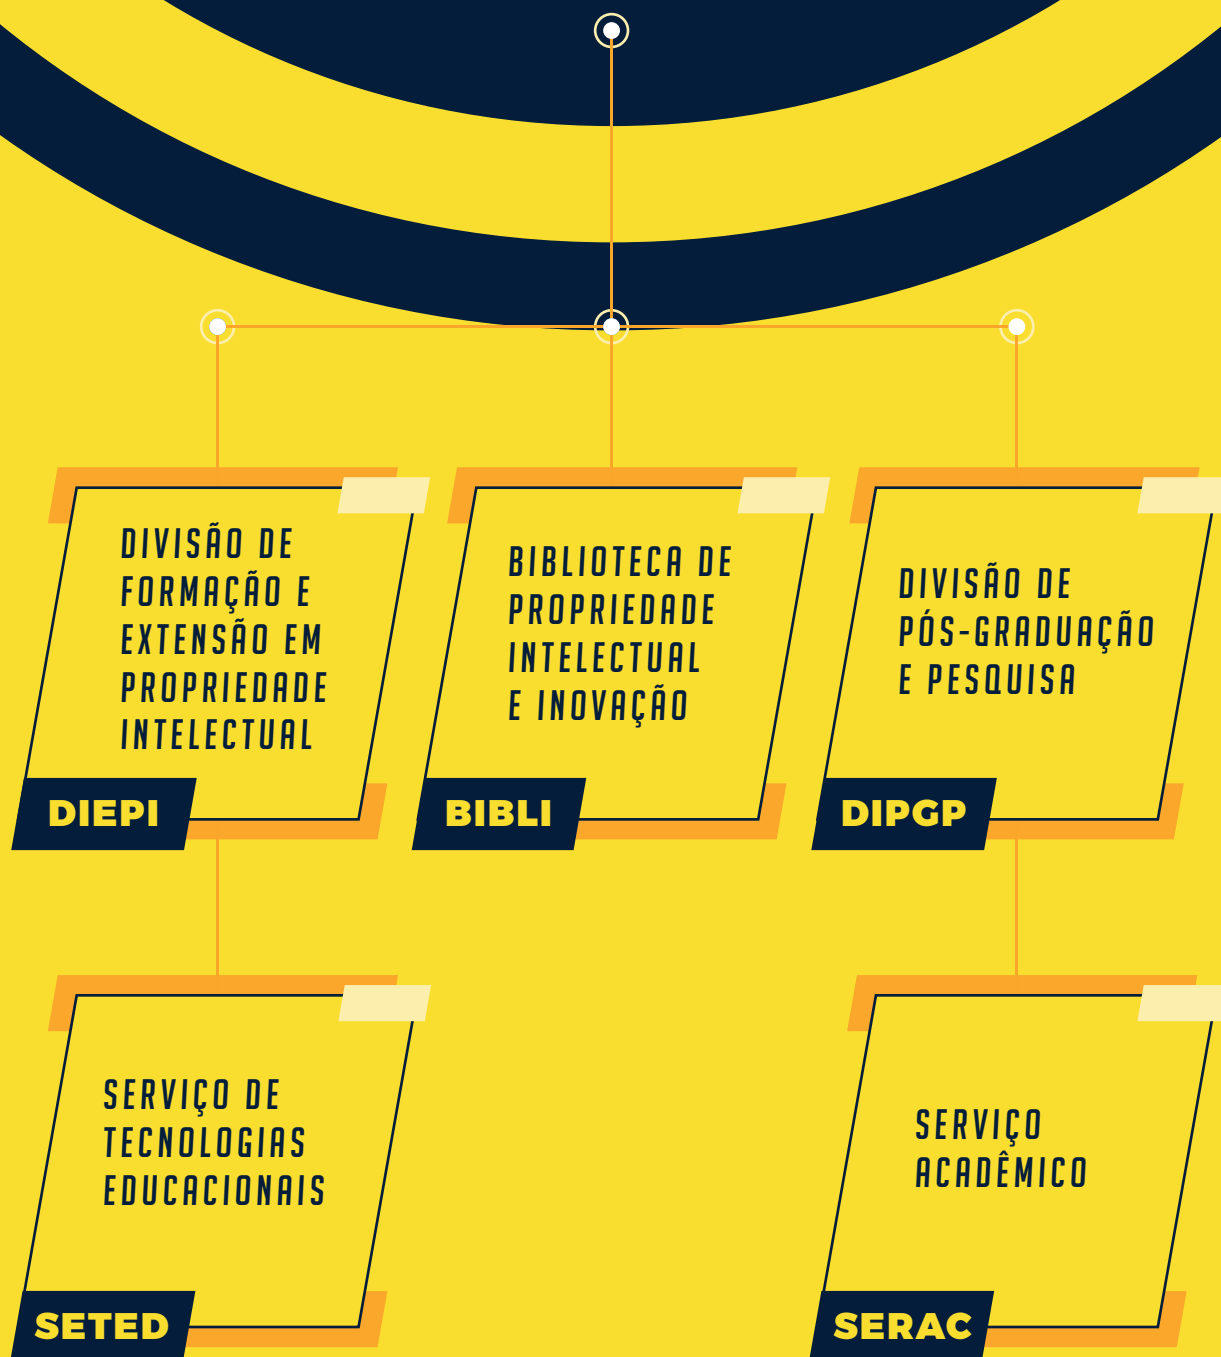 DIVISÃO DE
FORMAÇÃO E
EXTENSÃO EM
PROPRIEDADE
INTELECTUAL
DIEPI
BIBLIOTECA DE
PROPRIEDADE
INTELECTUAL
E INOVAÇÃO
BIBLI
DIVISÃO DE
PÓS-GRADUAÇÃO
E PESQUISA
DIPGP
SERVIÇO DE
TECNOLOGIAS
EDUCACIONAIS
SETED
SERVIÇO
ACADÊMICO
SERAC